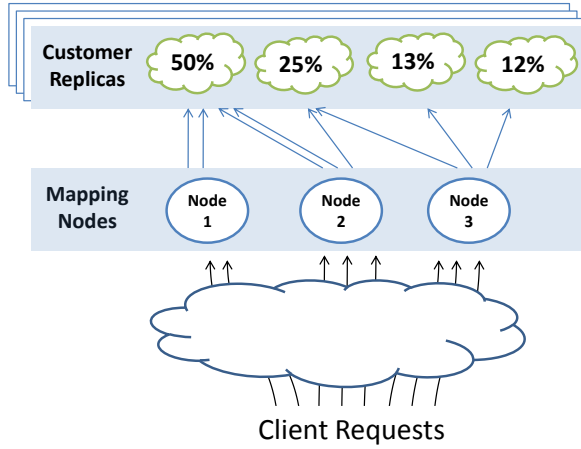 Customer
Replicas
50%
25%
13%
12%
Mapping
Nodes
Node
1
Node
2
Node
3
Client Requests